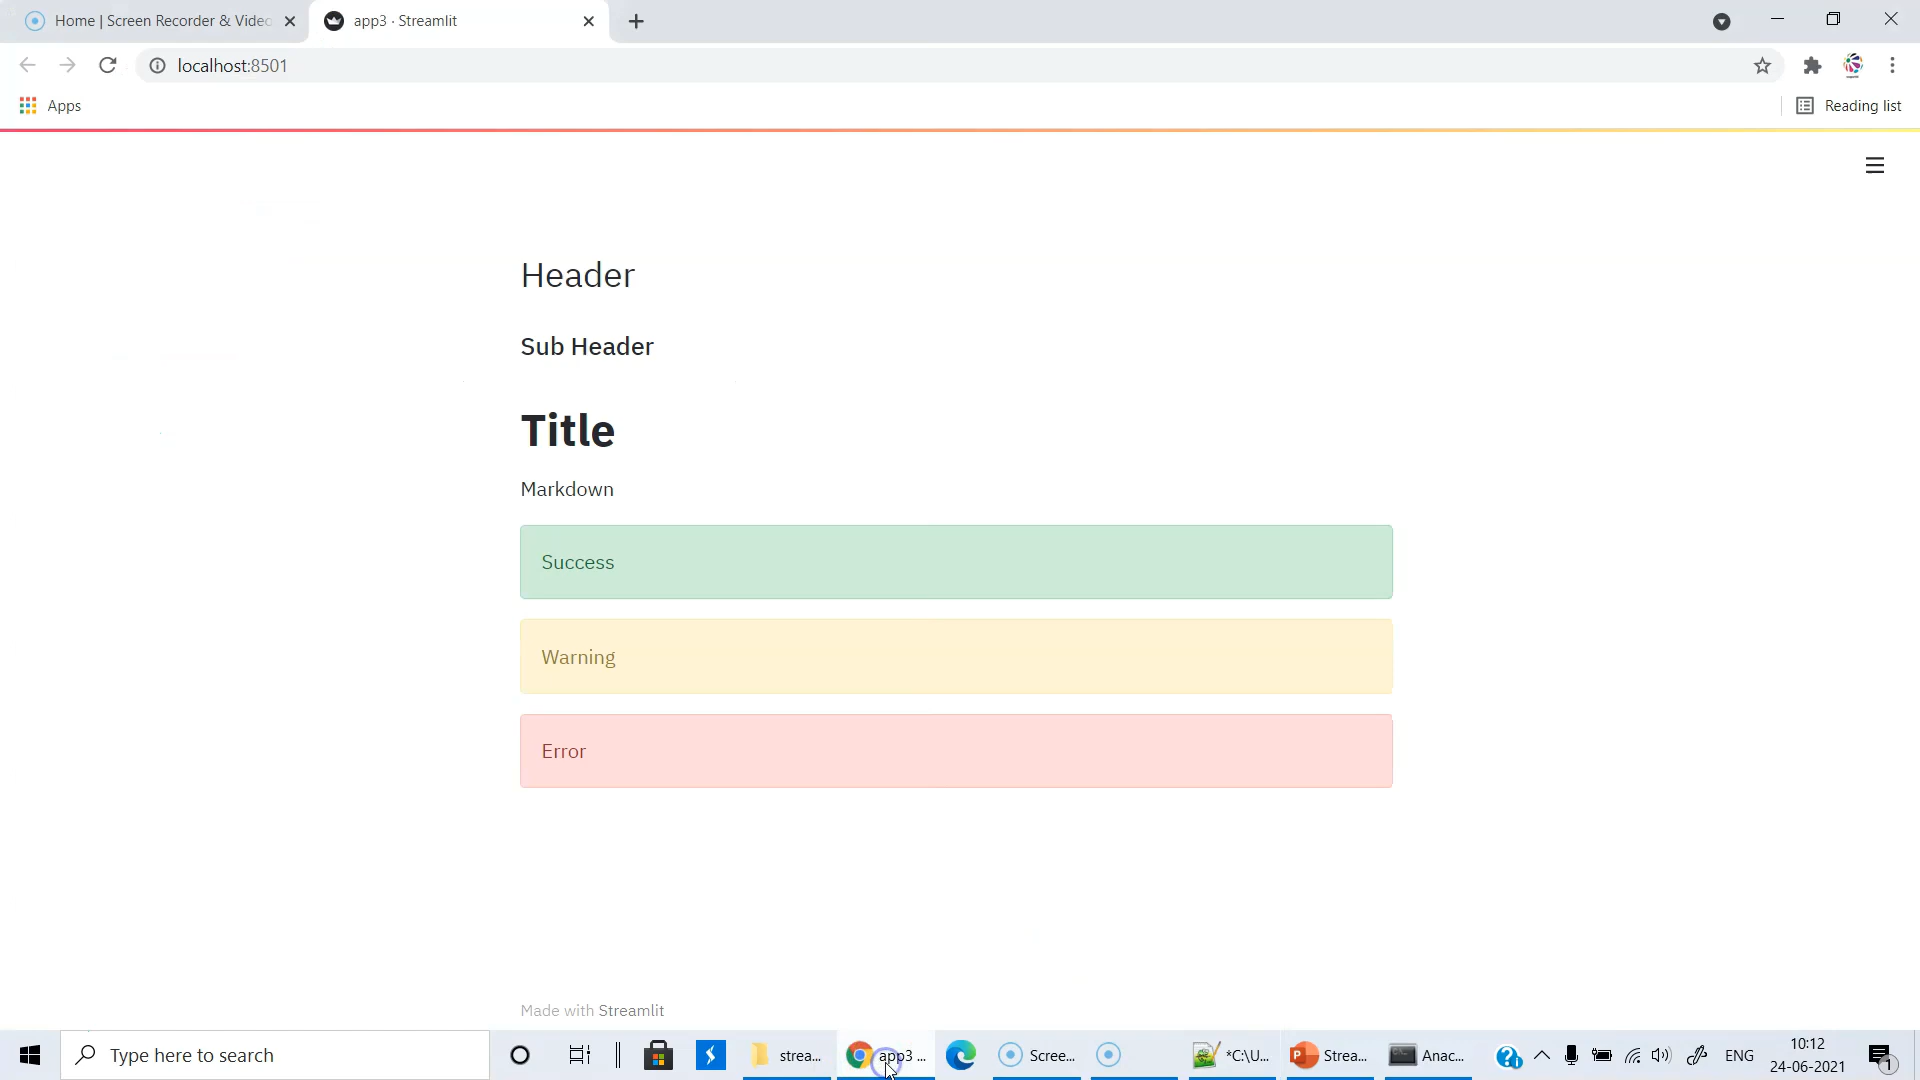 Home | Screen Recorder & Video
app3 · Streamlit
localhost:8501
Apps
Reading list
Header
Sub Header
Title
Markdown
Success
Warning
Error
Made with Streamlit
Type here to search
strea...
app3 ...
Scree...
*C:\U...
Strea...
Anac...
ENG
10:12
24-06-2021
1